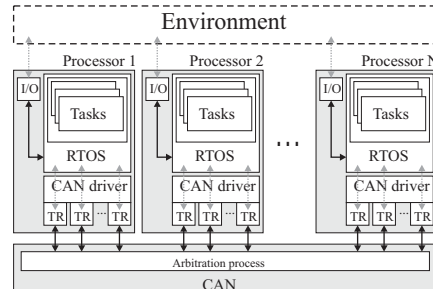 Environment
Processor 1
Processor 2
Processor N
I/O
Tasks
RTOS
CAN driver
TR TR ... TR
I/O
Tasks
RTOS
CAN driver
TR TR ... TR
...
I/O
Tasks
RTOS
CAN driver
TR TR ... TR
Arbitration process
CAN